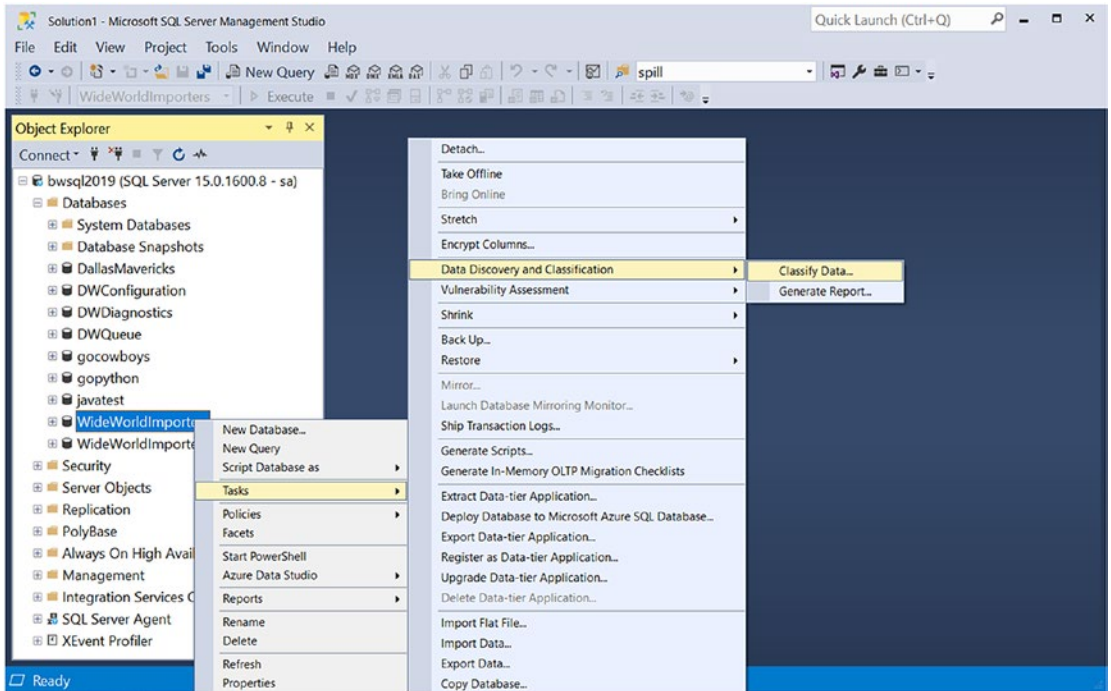 Solution1 - Microsoft SQL Server Management Studio
Quick Launch (Ctrl+Q)
File Edit View Project Tools Window Help
New Query
spill
WideWorldImporters
Execute
Object Explorer
Connect
bwsql2019 (SQL Server 15.0.1600.8 - sa)
Databases
System Databases
Database Snapshots
DallasMavericks
DWConfiguration
DWDiagnostics
DWQueue
gocowboys
gopython
javatest
WideWorldImporte
WideWorldImporte
Security
Server Objects
Replication
PolyBase
Always On High Avail
Management
Integration Services C
SQL Server Agent
XEvent Profiler
New Database...
New Query
Script Database as
Tasks
Policies
Facets
Start PowerShell
Azure Data Studio
Reports
Rename
Delete
Refresh
Properties
Detach...
Take Offline
Bring Online
Stretch
Encrypt Columns...
Data Discovery and Classification
Vulnerability Assessment
Shrink
Back Up...
Restore
Mirror...
Launch Database Mirroring Monitor...
Ship Transaction Logs...
Generate Scripts...
Generate In-Memory OLTP Migration Checklists
Extract Data-tier Application...
Deploy Database to Microsoft Azure SQL Database...
Export Data-tier Application...
Register as Data-tier Application...
Upgrade Data-tier Application...
Delete Data-tier Application...
Import Flat File...
Import Data...
Export Data...
Copy Database...
Classify Data...
Generate Report...
Ready